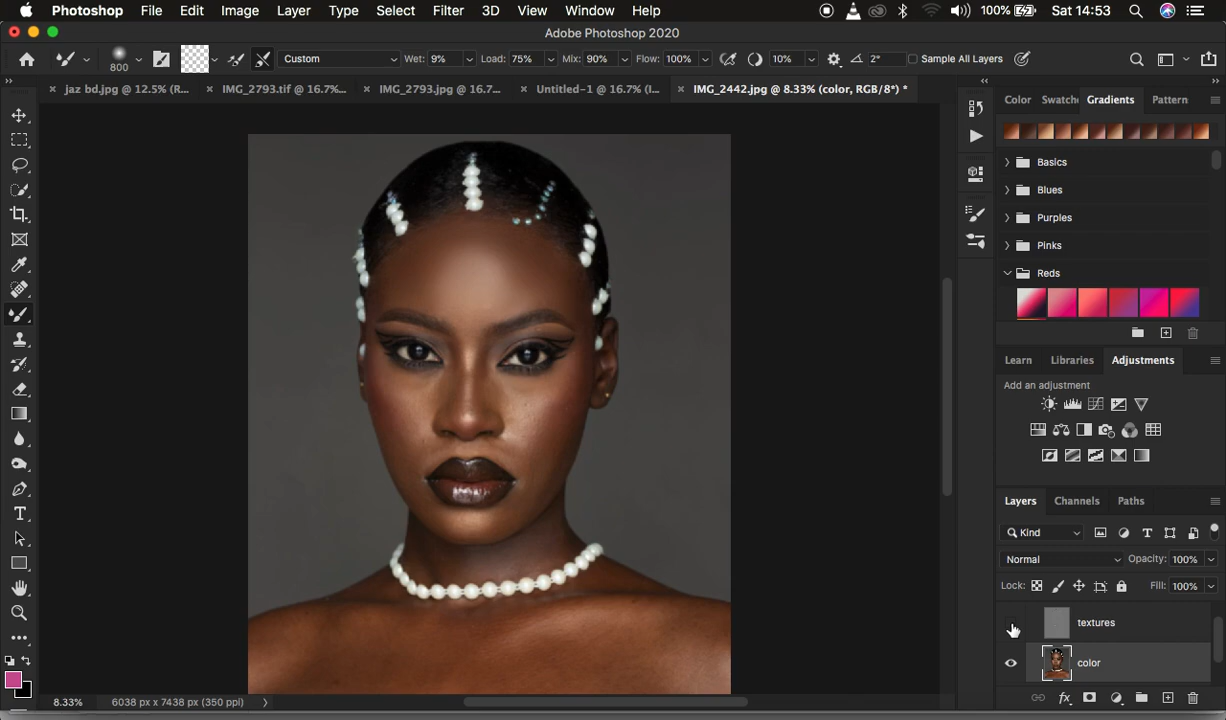 Photoshop File Edit Image Layer Type Select Filter 3D View Window Help 100% Sat 14:53
Adobe Photoshop 2020
800 Custom Wet: 9% Load: 75% Mix: 90% Flow: 100% 10% 2° Sample All Layers
jaz bd.jpg @ 12.5% (R... IMG_2793.tif @ 16.7%... IMG_2793.jpg @ 16.7... Untitled-1 @ 16.7% (l... IMG_2442.jpg @ 8.33% (color, RGB/8*) *
Color Swatche Gradients Pattern
Basics
Blues
Purples
Pinks
Reds
Learn Libraries Adjustments
Add an adjustment
Layers Channels Paths
Kind
Normal Opacity: 100%
Lock: Fill: 100%
textures
color
8.33% 6038 px x 7438 px (350 ppi)